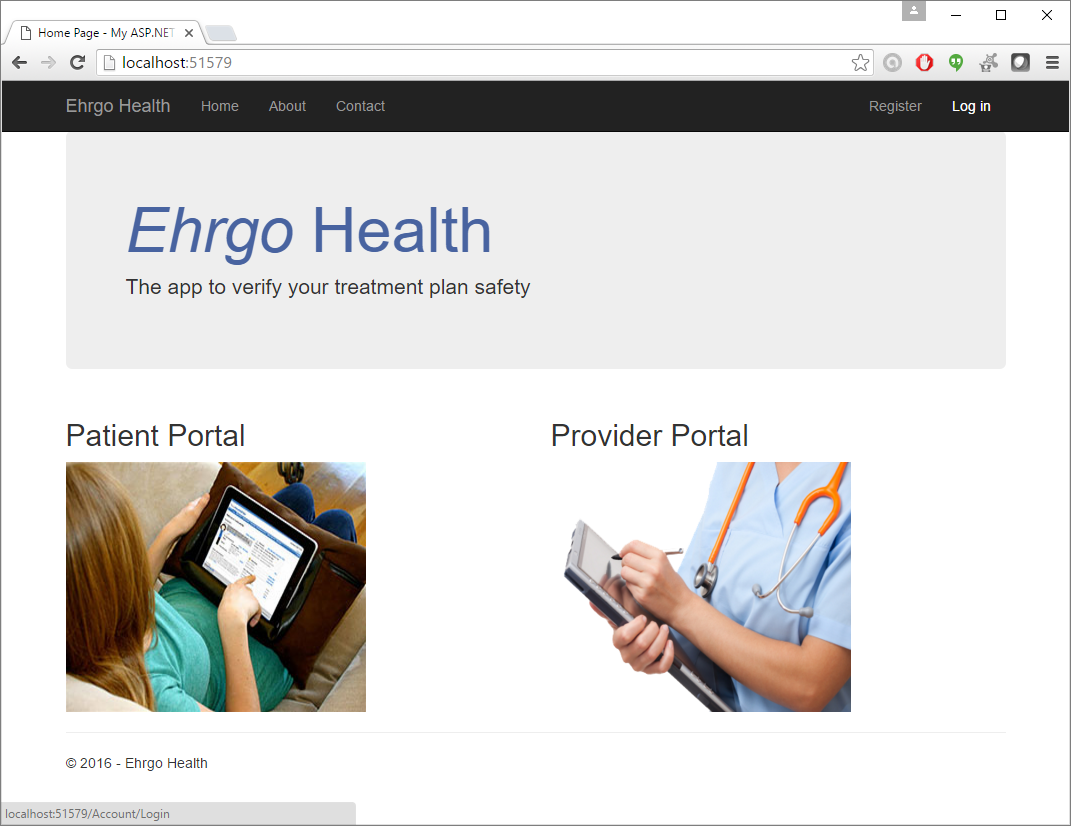 Home Page - My ASP.NET
localhost:51579
Ehrgo Health Home About Contact Register Log in
Ehrgo Health
The app to verify your treatment plan safety
Patient Portal Provider Portal
© 2016 - Ehrgo Health
localhost:51579/Account/Login